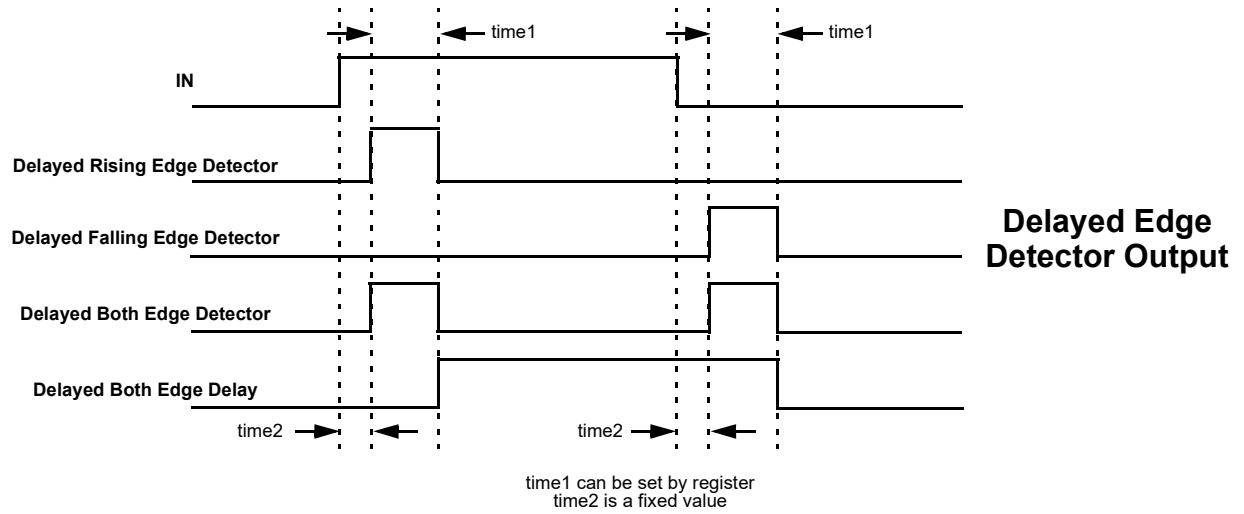 time1
time1
IN
Delayed Rising Edge Detector
Delayed Falling Edge Detector
Delayed Edge
Detector Output
Delayed Both Edge Detector
Delayed Both Edge Delay
time2
time2
time1 can be set by register
time2 is a fixed value